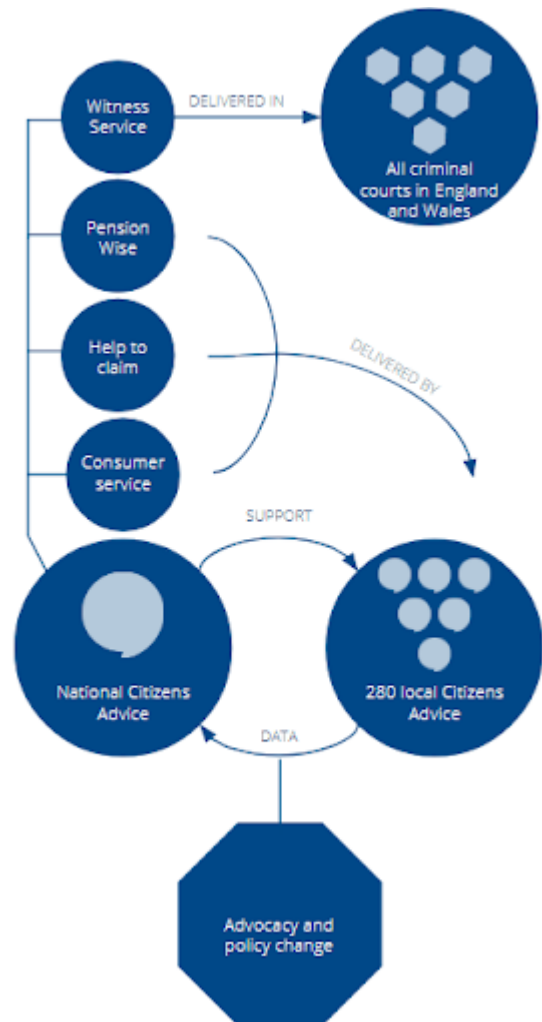 Witness
Service
DELIVERED IN
All criminal
courts in England
and Wales
Pension
Wise
Help to
claim
DELIVERED BY
Consumer
service
SUPPORT
National Citizens
Advice
280 local Citizens
Advice
DATA
Advocacy and
policy change